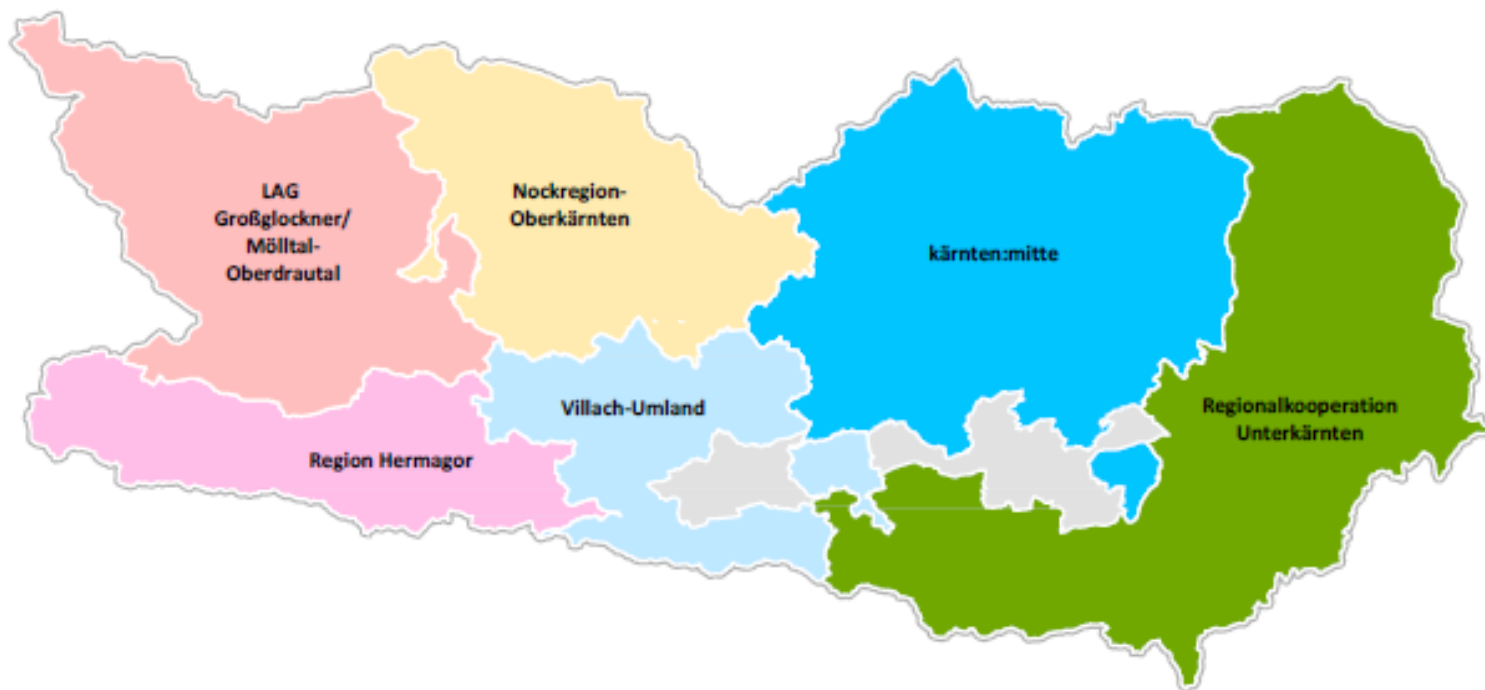 LAG
Großglockner/
Mölltal-
Oberdrautal
Nockregion-
Oberkärnten
kärnten:mitte
Villach-Umland
Regionalkooperation
Unterkärnten
Region Hermagor